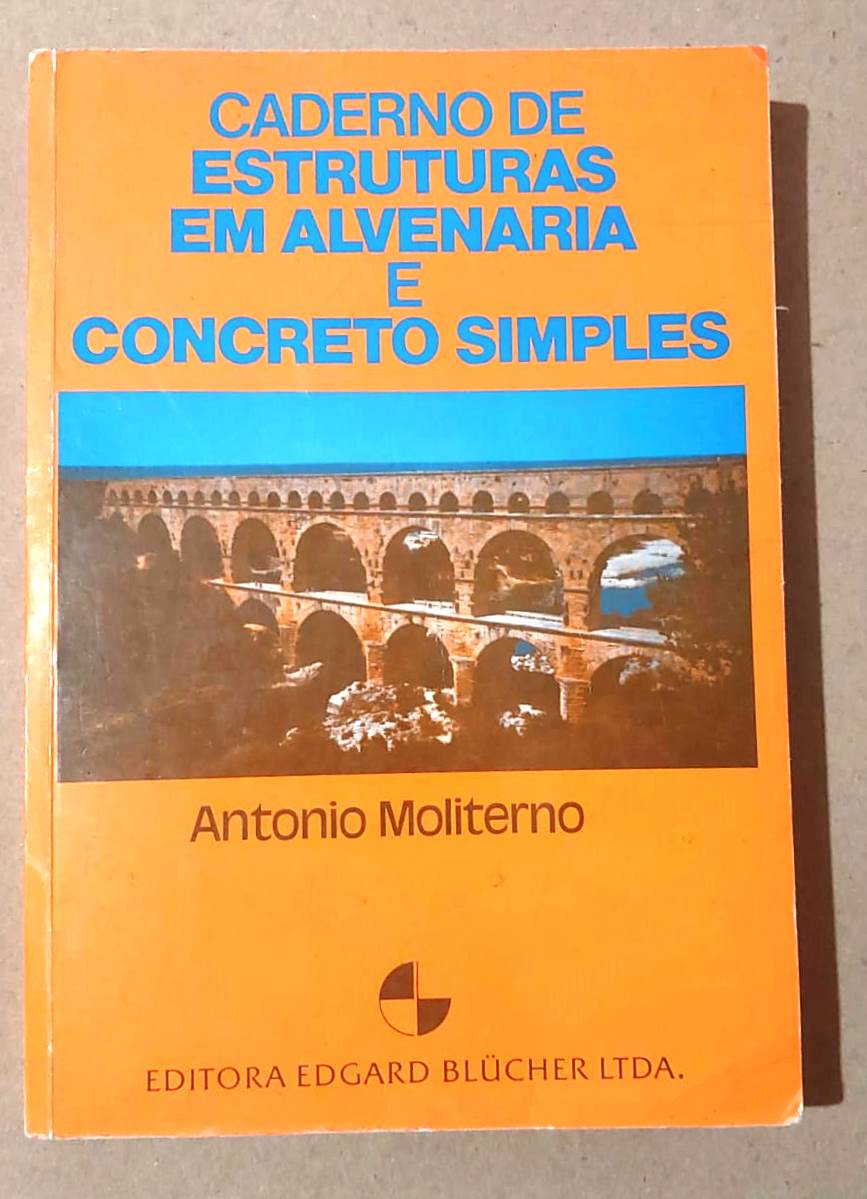 CADERNO DE
ESTRUTURAS
EM ALVENARIA
E
CONCRETO SIMPLES
Antonio Moliterno
EDITORA EDGARD BLÜCHER LTDA.